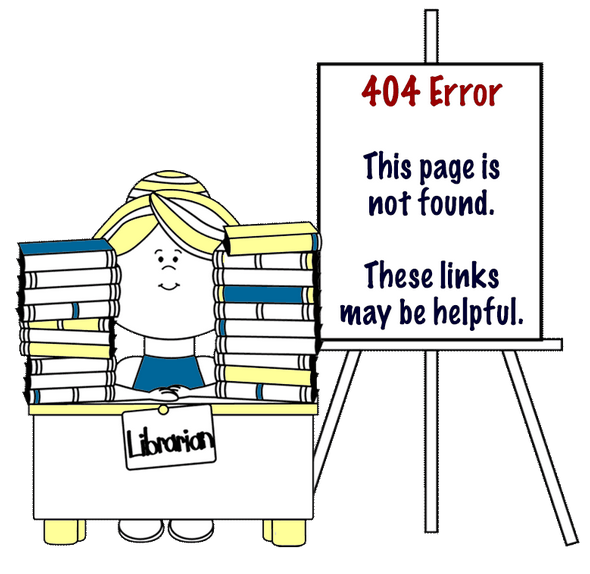 404 Error
This page is
not found.
These links
may be helpful.
Librarian